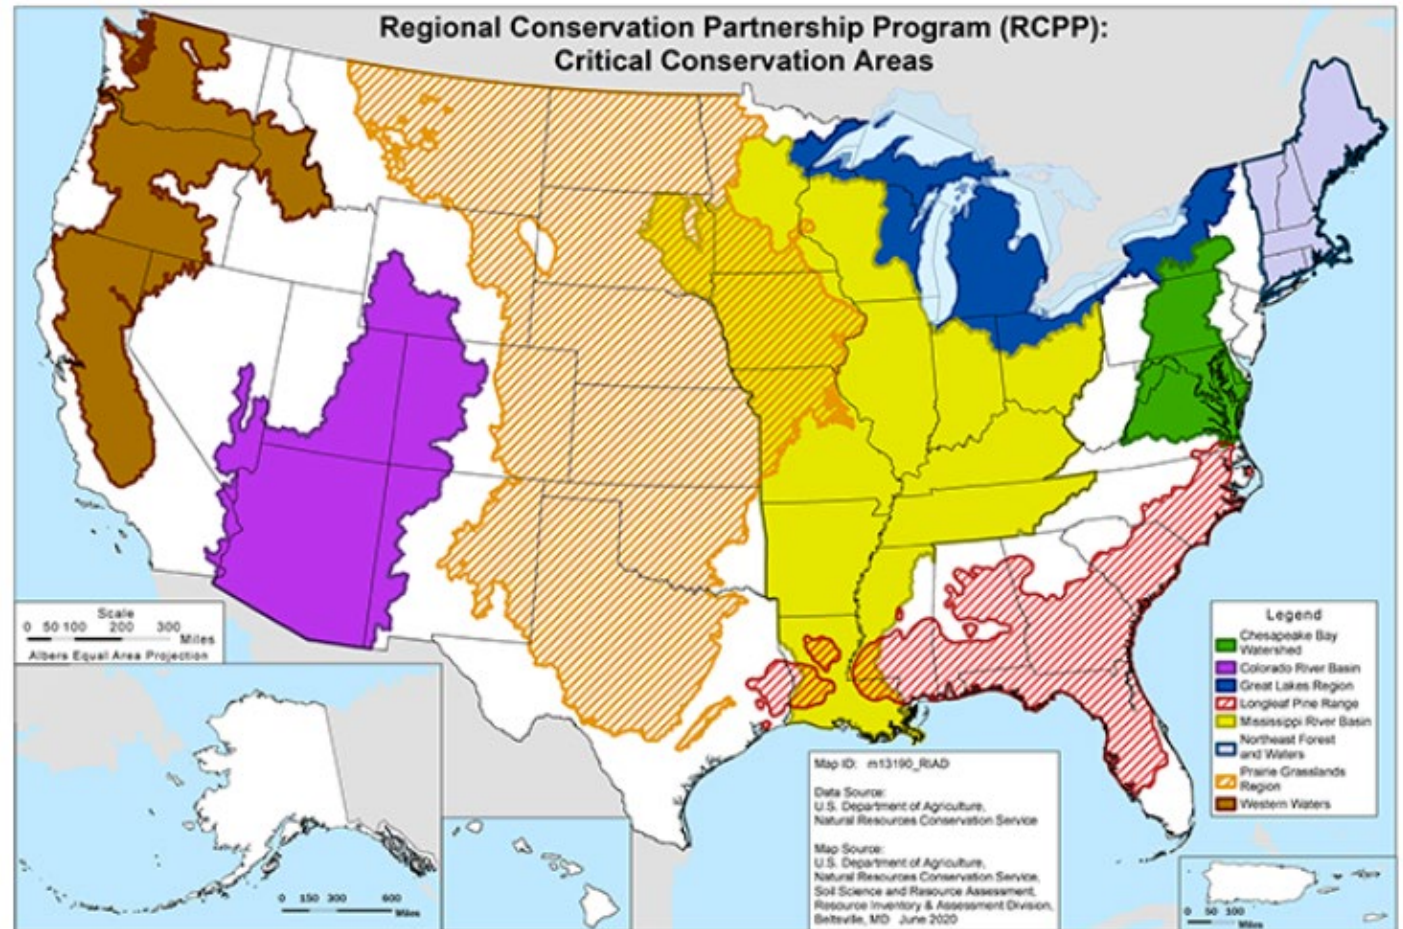 Regional Conservation Partnership Program (RCPP):
Critical Conservation Areas
Scale
0 50 100 200 300
Miles
Albers Equal Area Projection
Legend
Chesapeake Bay
Watershed
Colorado River Basin
Great Lakes Region
Longleaf Pine Range
Mississippi River Basin
Northeast Forest
and Waters
Prairie Grasslands
Region
Western Waters
Map ID: m13190_RIAD
Data Source:
U.S. Department of Agriculture,
Natural Resources Conservation Service
Map Source:
U.S. Department of Agriculture,
Natural Resources Conservation Service,
Soil Science and Resource Assessment,
Resource Inventory & Assessment Division,
Beltsville, MD June 2020
0 150 300 600
Miles
0 50 100
Miles